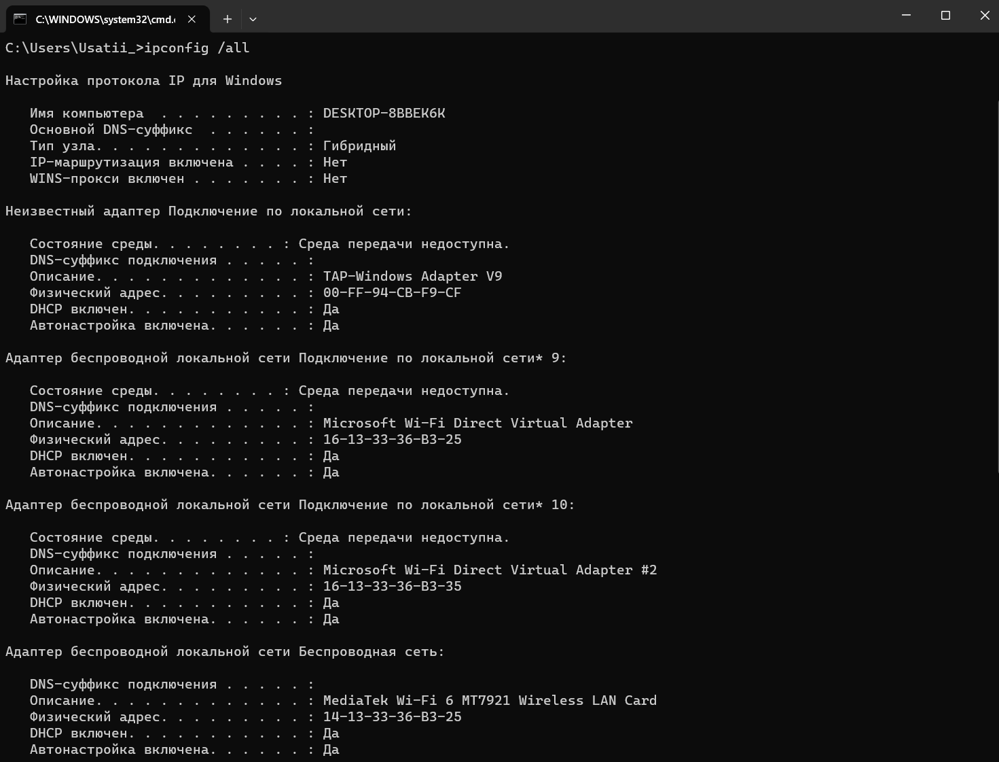 C:\WINDOWS\system32\cmd.e
C:\Users\Usatii_>ipconfig /all
Настройка протокола IP для Windows
Имя компьютера  . . . . . . . . . : DESKTOP-8BBEK6K
Основной DNS-суффикс  . . . . . . :
Тип узла. . . . . . . . . . . . . : Гибридный
IP-маршрутизация включена . . . . : Нет
WINS-прокси включен . . . . . . . : Нет
Неизвестный адаптер Подключение по локальной сети:
Состояние среды. . . . . . . . : Среда передачи недоступна.
DNS-суффикс подключения . . . . . :
Описание. . . . . . . . . . . . . : TAP-Windows Adapter V9
Физический адрес. . . . . . . . . : 00-FF-94-CB-F9-CF
DHCP включен. . . . . . . . . . . : Да
Автонастройка включена. . . . . . : Да
Адаптер беспроводной локальной сети Подключение по локальной сети* 9:
Состояние среды. . . . . . . . : Среда передачи недоступна.
DNS-суффикс подключения . . . . . :
Описание. . . . . . . . . . . . . : Microsoft Wi-Fi Direct Virtual Adapter
Физический адрес. . . . . . . . . : 16-13-33-36-B3-25
DHCP включен. . . . . . . . . . . : Да
Автонастройка включена. . . . . . : Да
Адаптер беспроводной локальной сети Подключение по локальной сети* 10:
Состояние среды. . . . . . . . : Среда передачи недоступна.
DNS-суффикс подключения . . . . . :
Описание. . . . . . . . . . . . . : Microsoft Wi-Fi Direct Virtual Adapter #2
Физический адрес. . . . . . . . . : 16-13-33-36-B3-35
DHCP включен. . . . . . . . . . . : Да
Автонастройка включена. . . . . . : Да
Адаптер беспроводной локальной сети Беспроводная сеть:
DNS-суффикс подключения . . . . . :
Описание. . . . . . . . . . . . . : MediaTek Wi-Fi 6 MT7921 Wireless LAN Card
Физический адрес. . . . . . . . . : 14-13-33-36-B3-25
DHCP включен. . . . . . . . . . . : Да
Автонастройка включена. . . . . . : Да